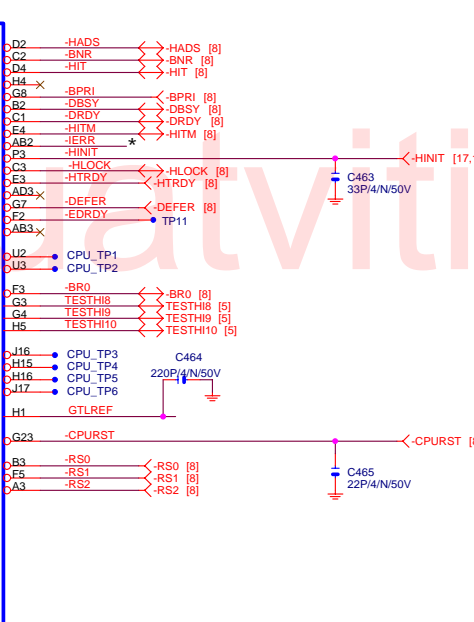 D2 -HADS -HADS [8]
C2 -BNR -BNR [8]
D4 -HIT -HIT [8]
H4
G8 -BPRI -BPRI [8]
B2 -DBSY -DBSY [8]
C1 -DRDY -DRDY [8]
E4 -HITM -HITM [8]
AB2 -IERR *
P3 -HINIT -HINIT [17,
C3 -HLOCK -HLOCK [8]
E3 -HTRDY -HTRDY [8]
AD3
G7 -DEFER -DEFER [8]
F2 -EDRDY TP11
AB3
C463
33P/4/N/50V
U2 CPU_TP1
U3 CPU_TP2
F3 -BR0 -BR0 [8]
G3 TESTHI8 TESTHI8 [5]
G4 TESTHI9 TESTHI9 [5]
H5 TESTHI10 TESTHI10 [5]
J16 CPU_TP3
H15 CPU_TP4
H16 CPU_TP5
J17 CPU_TP6
C464
220P/4/N/50V
H1 GTLREF
G23 -CPURST -CPURST [8
B3 -RS0 -RS0 [8]
F5 -RS1 -RS1 [8]
A3 -RS2 -RS2 [8]
C465
22P/4/N/50V
gatviti